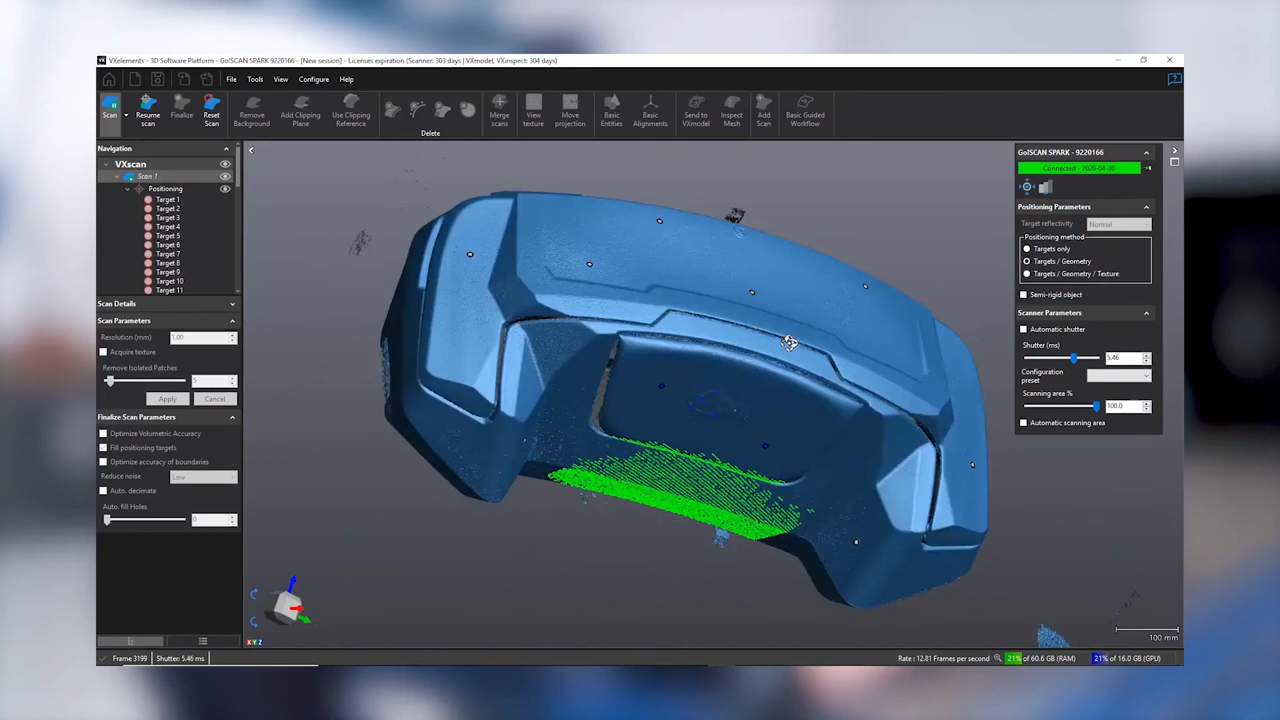 VXelements - 3D Software Platform - Go!SCAN SPARK 9220166 - [New session] - Licenses expiration (Scanner: 303 days | VXmodel, VXinspect: 304 days)
File Tools View Configure Help
Scan Resume scan Finalize Reset Scan Remove Background Add Clipping Plane Use Clipping Reference Delete Merge scans View texture Move projection Basic Entities Basic Alignments Send to VXmodel Inspect Mesh Add Scan Basic Guided Workflow
Navigation
VXscan
Scan 1
Positioning
Target 1
Target 2
Target 3
Target 4
Target 5
Target 6
Target 7
Target 8
Target 9
Target 10
Target 11
Scan Details
Scan Parameters
Resolution (mm) 1.00
Acquire texture
Remove Isolated Patches
5
Apply Cancel
Finalize Scan Parameters
Optimize Volumetric Accuracy
Fill positioning targets
Optimize accuracy of boundaries
Reduce noise Low
Auto. decimate
Auto. fill Holes
0
X Y Z
Go!SCAN SPARK - 9220166
Connected - 2020-04-30
Positioning Parameters
Target reflectivity Normal
Positioning method
Targets only
Targets / Geometry
Targets / Geometry / Texture
Semi-rigid object
Scanner Parameters
Automatic shutter
Shutter (ms)
5.46
Configuration preset
Scanning area %
100.0
Automatic scanning area
100 mm
Frame 3199 Shutter: 5.46 ms Rate : 12.81 Frames per second 21% of 60.6 GB (RAM) 21% of 16.0 GB (GPU)